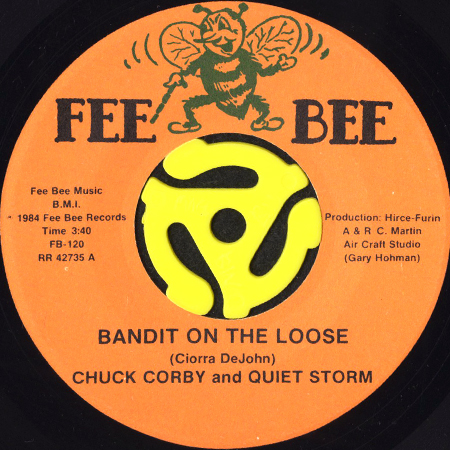 FEE BEE
Fee Bee Music
B.M.I.
" 1984 Fee Bee Records
Time 3:40
FB-120
RR 42735 A
Production: Hirce-Furin
A & R C. Martin
Air Craft Studio
(Gary Hohman)
BANDIT ON THE LOOSE
(Ciorra DeJohn)
CHUCK CORBY and QUIET STORM